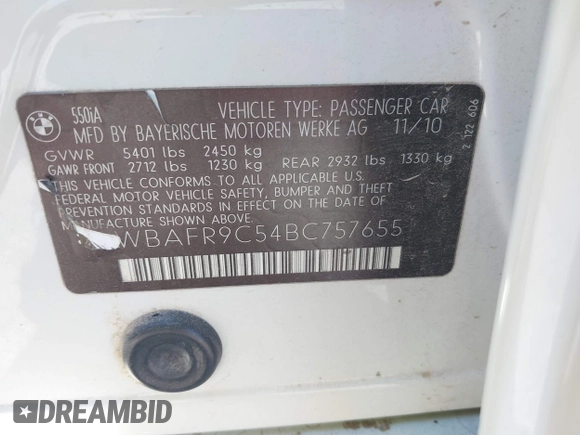 BMW
550iA
VEHICLE TYPE: PASSENGER CAR
MFD BY BAYERISCHE MOTOREN WERKE AG 11/10
GVWR 5401 lbs 2450 kg
GAWR FRONT 2712 lbs 1230 kg REAR 2932 lbs 1330 kg
THIS VEHICLE CONFORMS TO ALL APPLICABLE U.S.
FEDERAL MOTOR VEHICLE SAFETY, BUMPER AND THEFT
PREVENTION STANDARDS IN EFFECT ON THE DATE OF
MANUFACTURE SHOWN ABOVE.
WBAFR9C54BC757655
2 122 606
DREAMBID